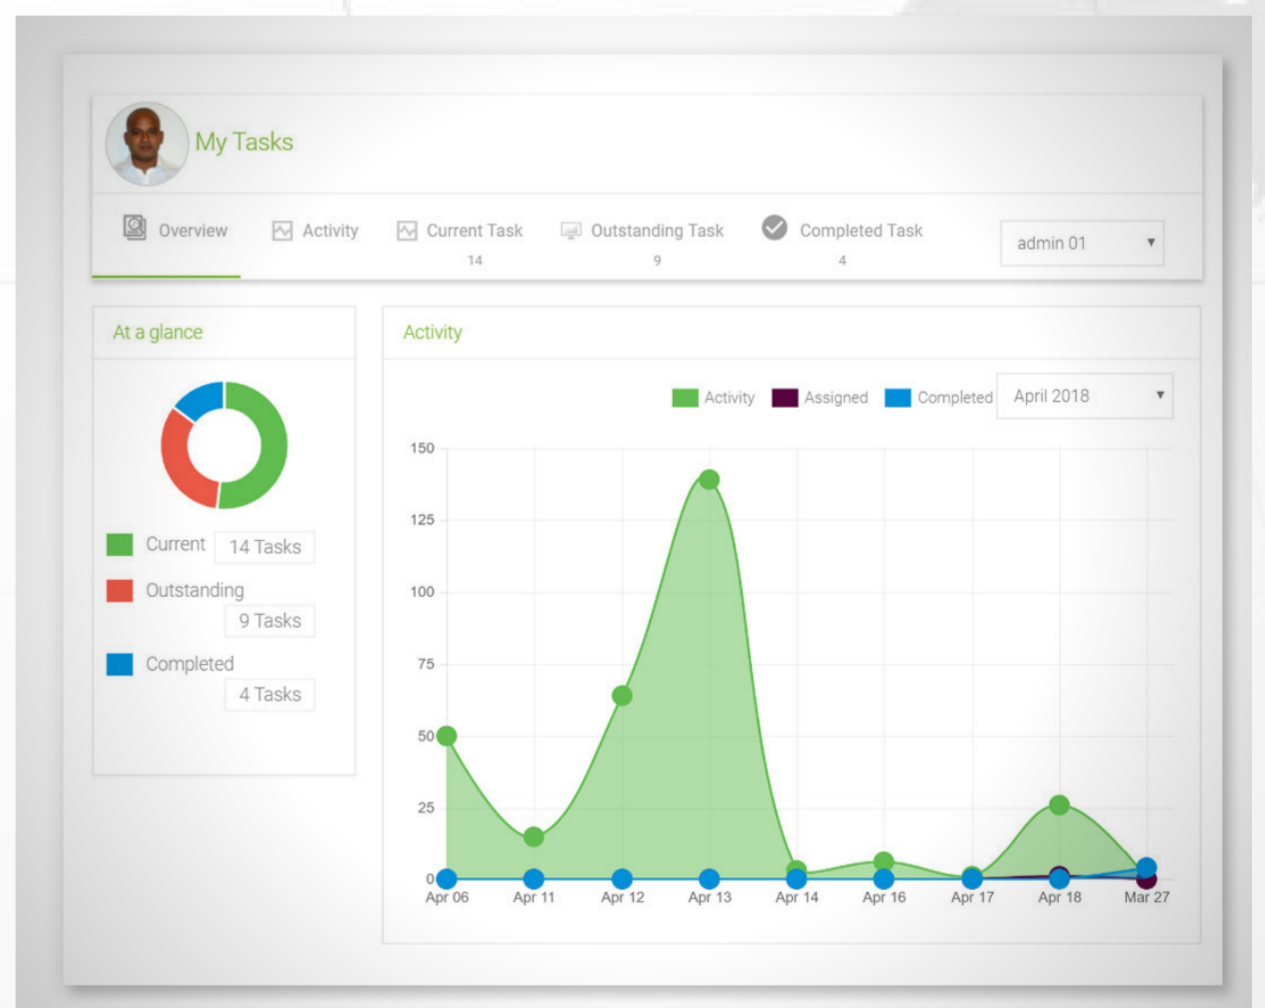 My Tasks
Overview
Activity
Current Task
14
Outstanding Task
9
Completed Task
4
admin 01
At a glance
Current 14 Tasks
Outstanding
9 Tasks
Completed
4 Tasks
Activity
Activity Assigned Completed April 2018
150
125
100
75
50
25
0
Apr 06 Apr 11 Apr 12 Apr 13 Apr 14 Apr 16 Apr 17 Apr 18 Mar 27